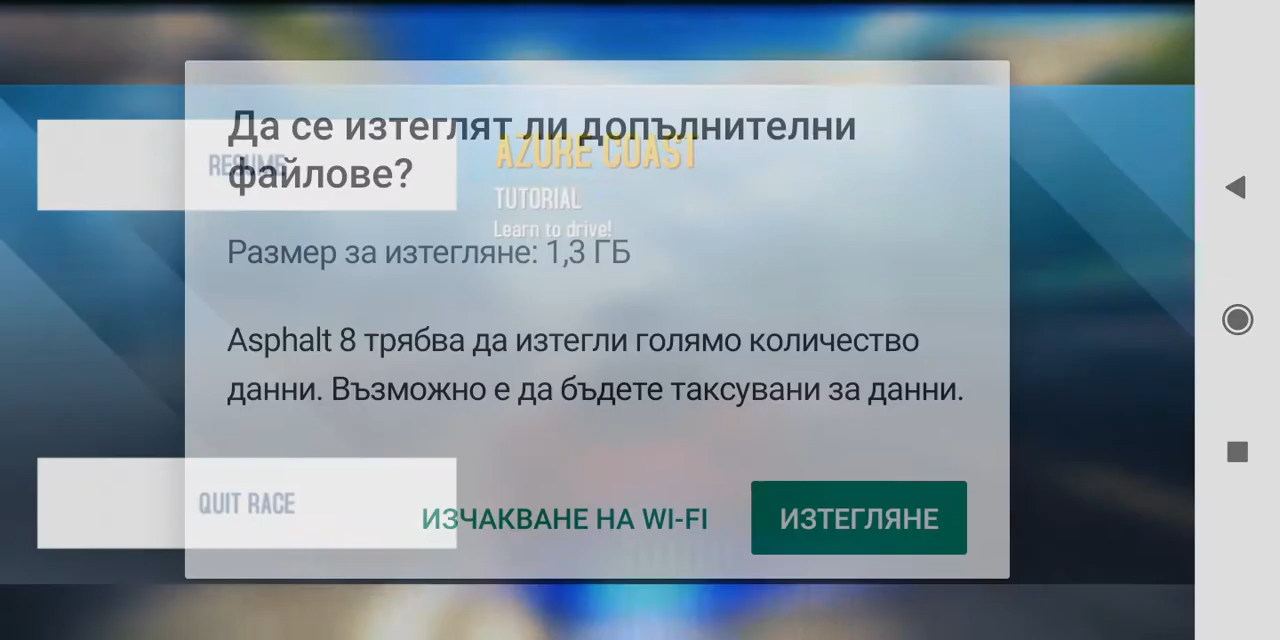 Да се изтеглят ли допълнителни
файлове?
RESUME
AZURE COAST
TUTORIAL
Learn to drive!
Размер за изтегляне: 1,3 ГБ
Asphalt 8 трябва да изтегли голямо количество
данни. Възможно е да бъдете таксувани за данни.
QUIT RACE
ИЗЧАКВАНЕ НА WI-FI
ИЗТЕГЛЯНЕ